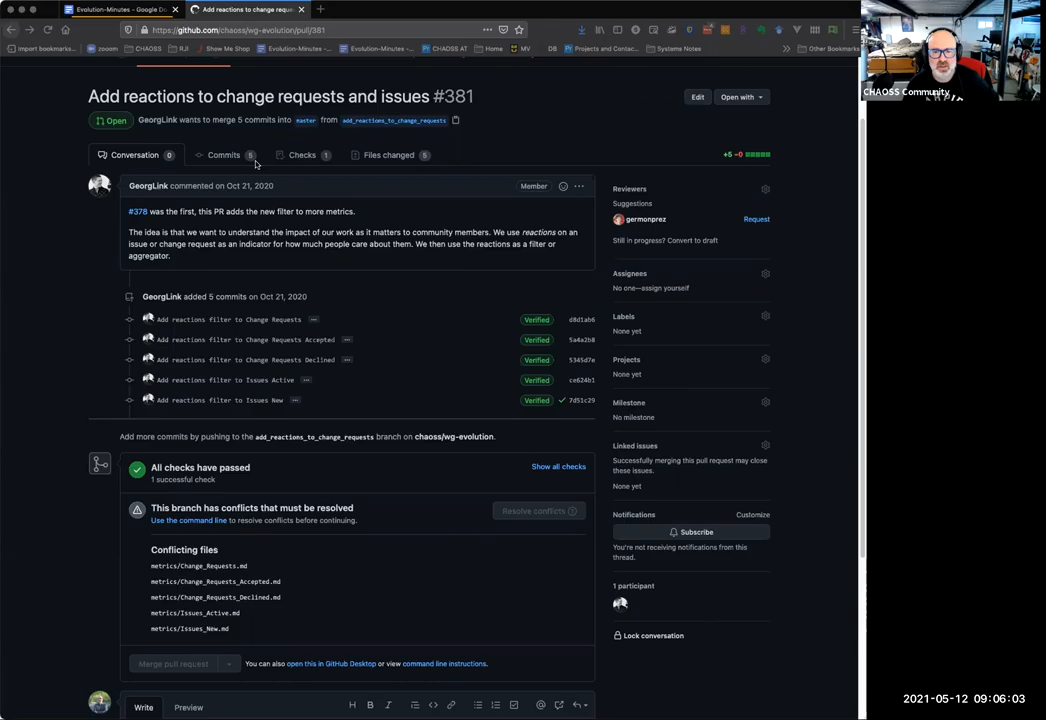 Evolution-Minutes – Google Do
Add reactions to change reque
https://github.com/chaoss/wg-evolution/pull/381
Import bookmarks...
zooom
CHAOSS
RJI
Show Me Shop
Evolution-Minutes -...
Evolution-Minutes -...
CHAOSS AT
Home
MV
DB
Projects and Contac...
Systems Notes
Other Bookmarks
CHAOSS Community
Add reactions to change requests and issues #381
Edit
Open with
Open
GeorgLink wants to merge 5 commits into master from add_reactions_to_change_requests
Conversation 0
Commits 5
Checks 1
Files changed 5
+5 −0
GeorgLink commented on Oct 21, 2020
Member
#378 was the first, this PR adds the new filter to more metrics.
The idea is that we want to understand the impact of our work as it matters to community members. We use reactions on an
issue or change request as an indicator for how much people care about them. We then use the reactions as a filter or
aggregator.
GeorgLink added 5 commits on Oct 21, 2020
Add reactions filter to Change Requests ... Verified d8d1ab6
Add reactions filter to Change Requests Accepted ... Verified 5a4a2b8
Add reactions filter to Change Requests Declined ... Verified 5345d7e
Add reactions filter to Issues Active ... Verified ce624b1
Add reactions filter to Issues New ... Verified 7d51c29
Add more commits by pushing to the add_reactions_to_change_requests branch on chaoss/wg-evolution.
All checks have passed
1 successful check
Show all checks
This branch has conflicts that must be resolved
Use the command line to resolve conflicts before continuing.
Resolve conflicts
Conflicting files
metrics/Change_Requests.md
metrics/Change_Requests_Accepted.md
metrics/Change_Requests_Declined.md
metrics/Issues_Active.md
metrics/Issues_New.md
Merge pull request
You can also open this in GitHub Desktop or view command line instructions.
Write
Preview
Reviewers
Suggestions
germonprez
Request
Still in progress? Convert to draft
Assignees
No one—assign yourself
Labels
None yet
Projects
None yet
Milestone
No milestone
Linked issues
Successfully merging this pull request may close
these issues.
None yet
Notifications
Customize
Subscribe
You're not receiving notifications from this
thread.
1 participant
Lock conversation
2021-05-12 09:06:03